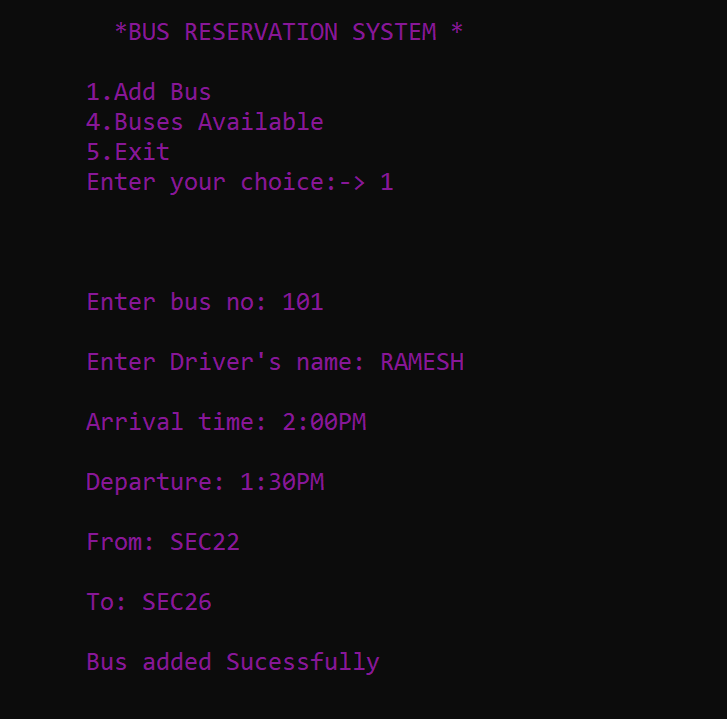 *BUS RESERVATION SYSTEM *
1.Add Bus
4.Buses Available
5.Exit
Enter your choice:-> 1
Enter bus no: 101
Enter Driver's name: RAMESH
Arrival time: 2:00PM
Departure: 1:30PM
From: SEC22
To: SEC26
Bus added Sucessfully